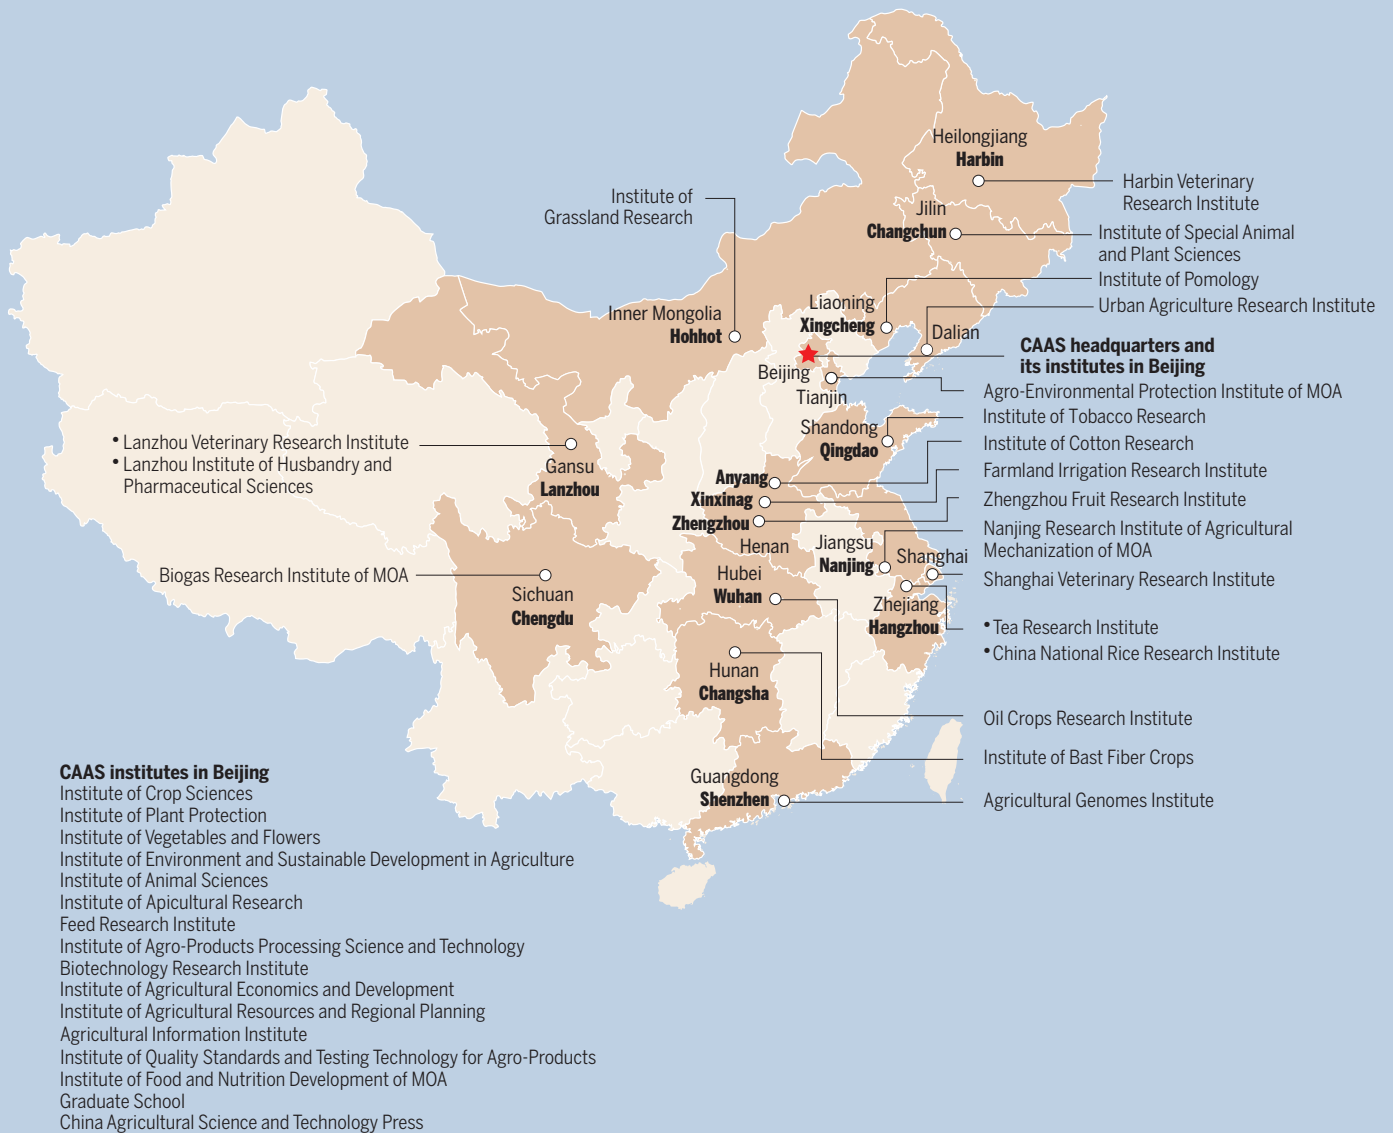 Heilongjiang
Harbin
Harbin Veterinary
Research Institute
Institute of
Grassland Research
Jilin
Changchun
Institute of Special Animal
and Plant Sciences
Institute of Pomology
Liaoning
Xingcheng
Urban Agriculture Research Institute
Inner Mongolia
Hohhot
Dalian
CAAS headquarters and
its institutes in Beijing
Beijing
Tianjin
Agro-Environmental Protection Institute of MOA
Institute of Tobacco Research
Shandong
Qingdao
• Lanzhou Veterinary Research Institute
• Lanzhou Institute of Husbandry and
Pharmaceutical Sciences
Gansu
Lanzhou
Institute of Cotton Research
Anyang
Farmland Irrigation Research Institute
Xinxinag
Zhengzhou Fruit Research Institute
Zhengzhou
Henan
Nanjing Research Institute of Agricultural
Mechanization of MOA
Jiangsu
Nanjing
Shanghai
Shanghai Veterinary Research Institute
Biogas Research Institute of MOA
Sichuan
Chengdu
Hubei
Wuhan
Zhejiang
Hangzhou
• Tea Research Institute
• China National Rice Research Institute
Hunan
Changsha
Oil Crops Research Institute
Institute of Bast Fiber Crops
Guangdong
Shenzhen
Agricultural Genomes Institute
CAAS institutes in Beijing
Institute of Crop Sciences
Institute of Plant Protection
Institute of Vegetables and Flowers
Institute of Environment and Sustainable Development in Agriculture
Institute of Animal Sciences
Institute of Apicultural Research
Feed Research Institute
Institute of Agro-Products Processing Science and Technology
Biotechnology Research Institute
Institute of Agricultural Economics and Development
Institute of Agricultural Resources and Regional Planning
Agricultural Information Institute
Institute of Quality Standards and Testing Technology for Agro-Products
Institute of Food and Nutrition Development of MOA
Graduate School
China Agricultural Science and Technology Press